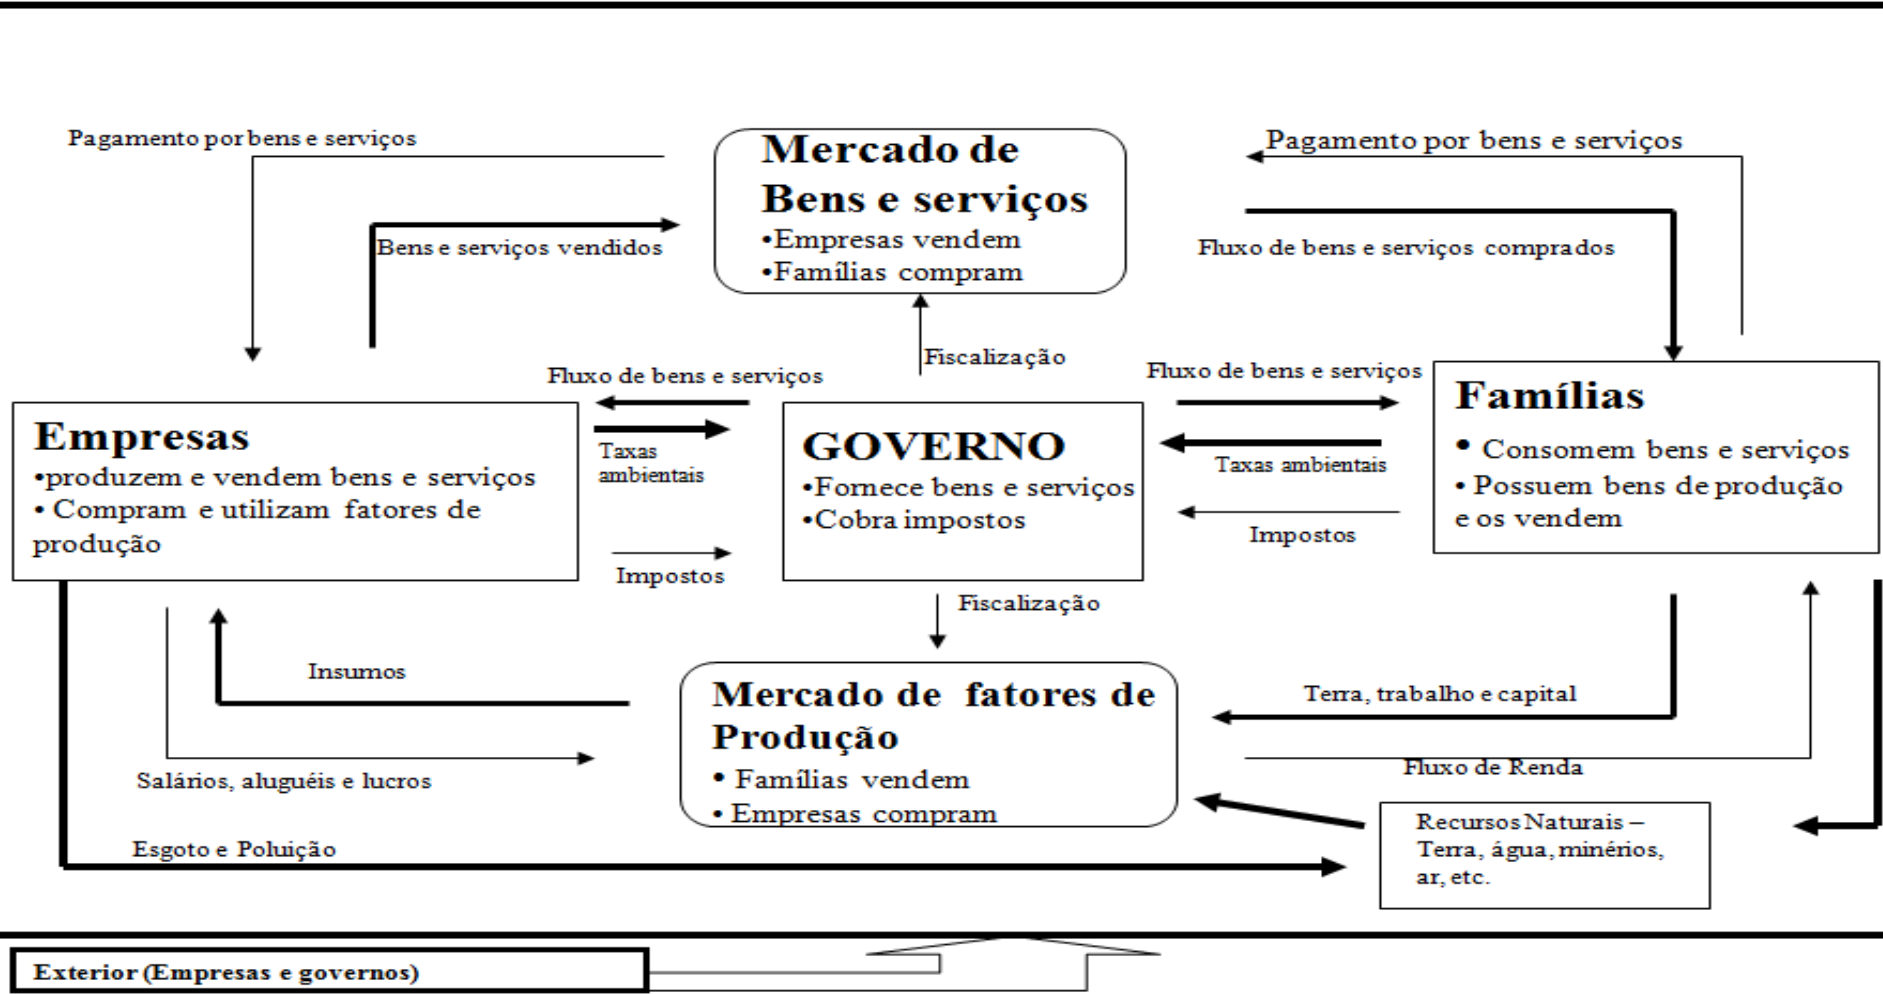 Pagamento por bens e serviços
Mercado de
Bens e serviços
•Empresas vendem
•Famílias compram
Pagamento por bens e serviços
Bens e serviços vendidos
Fluxo de bens e serviços comprados
Fiscalização
Fluxo de bens e serviços
Fluxo de bens e serviços
Empresas
•produzem e vendem bens e serviços
• Compram e utilizam fatores de
produção
Taxas
ambientais
Impostos
GOVERNO
•Fornece bens e serviços
•Cobra impostos
Taxas ambientais
Impostos
Famílias
• Consomem bens e serviços
• Possuem bens de produção
e os vendem
Fiscalização
Insumos
Salários, aluguéis e lucros
Mercado de fatores de
Produção
• Famílias vendem
• Empresas compram
Terra, trabalho e capital
Fluxo de Renda
Esgoto e Poluição
Recursos Naturais –
Terra, água, minérios,
ar, etc.
Exterior (Empresas e governos)